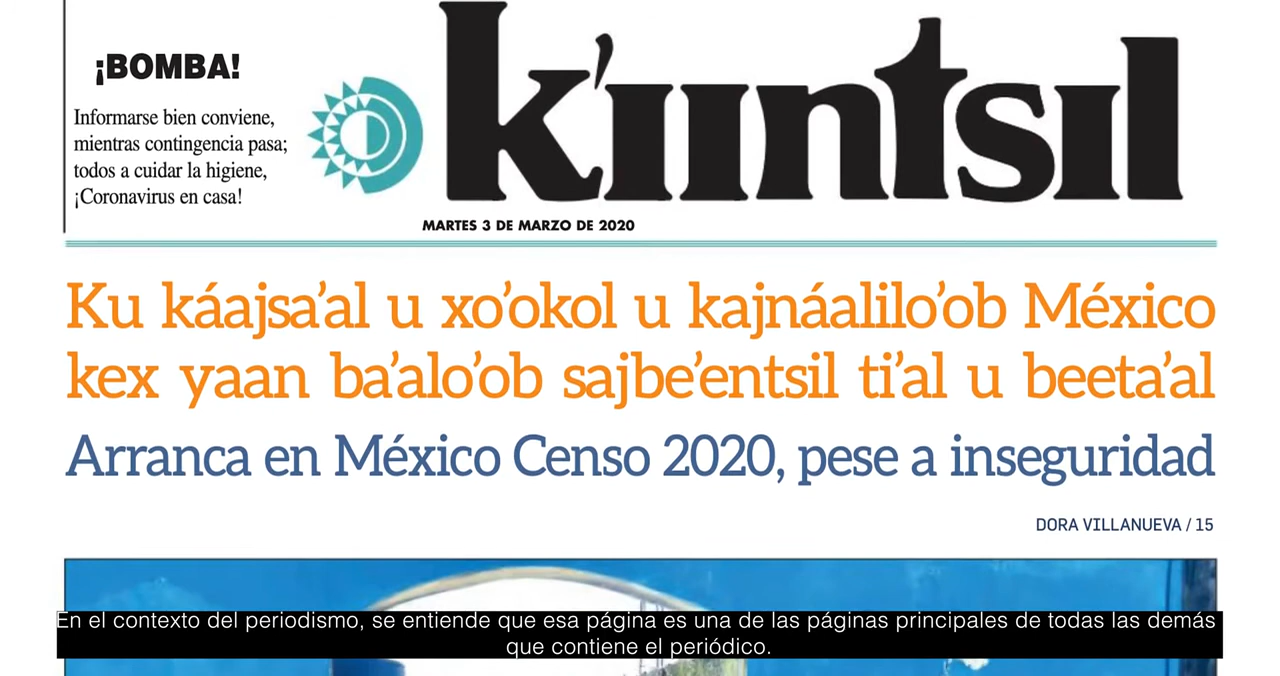 ¡BOMBA!
Informarse bien conviene,
mientras contingencia pasa;
todos a cuidar la higiene,
¡Coronavirus en casa!
k'iintsil
MARTES 3 DE MARZO DE 2020
Ku káajsa’al u xo’okol u kajnáalilo’ob México
kex yaan ba’alo’ob sajbe’entsil ti’al u beeta’al
Arranca en México Censo 2020, pese a inseguridad
DORA VILLANUEVA / 15
En el contexto del periodismo, se entiende que esa página es una de las páginas principales de todas las demás
que contiene el periódico.